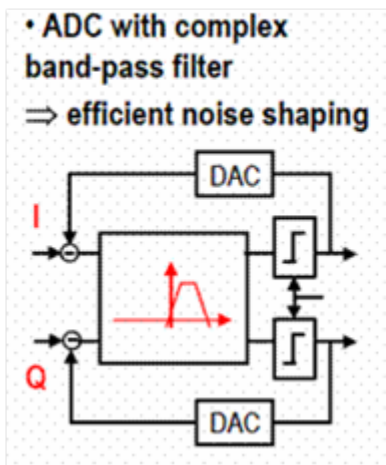 • ADC with complex
band-pass filter
⇒ efficient noise shaping
DAC
I
Q
DAC